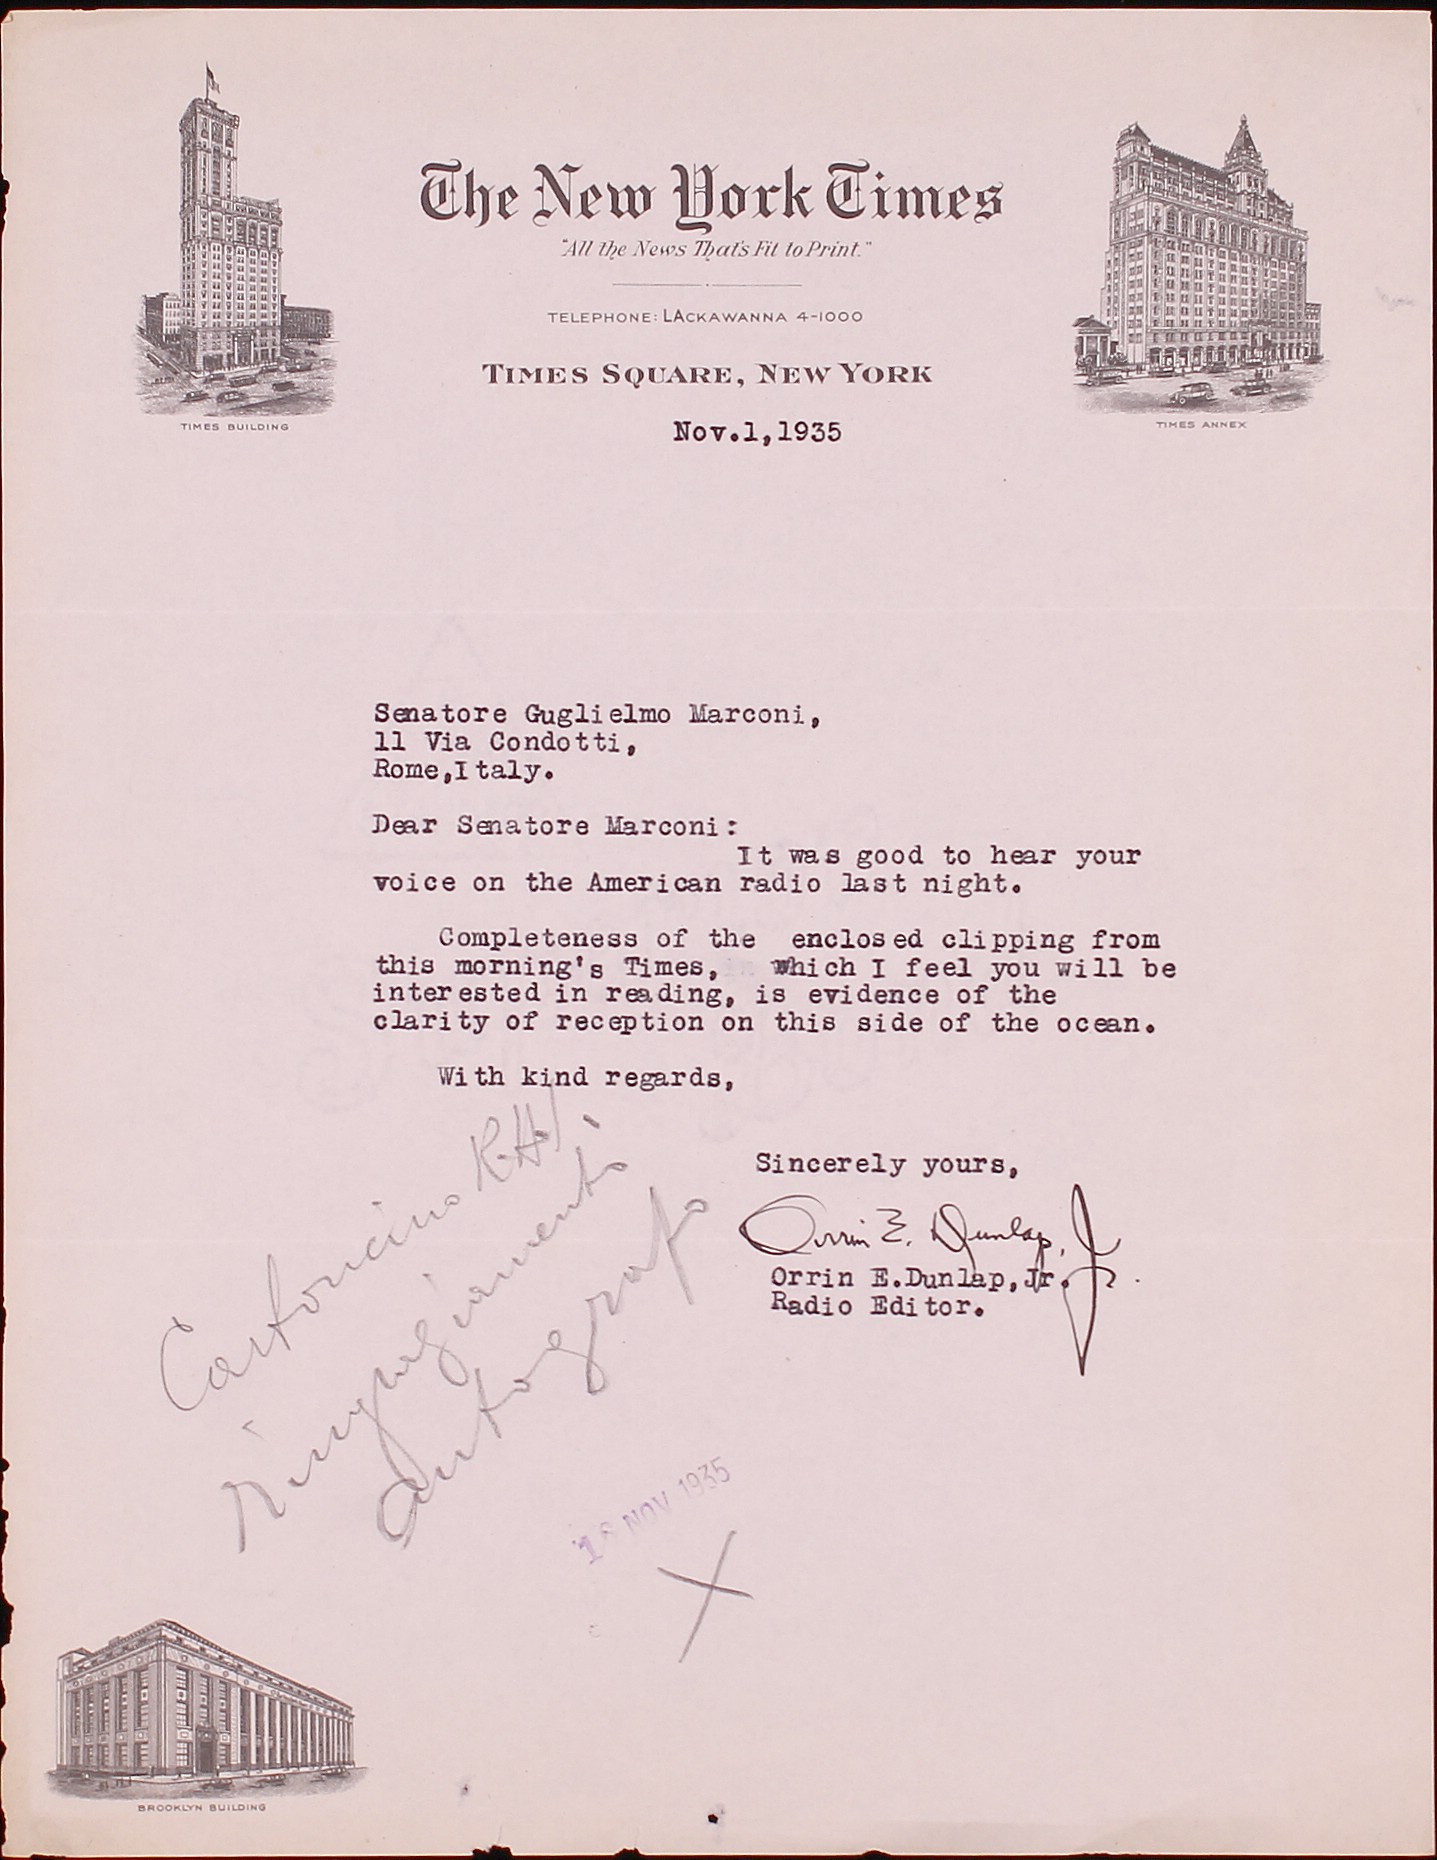 The New York Times
"All the News That's Fit to Print."
TELEPHONE: LACKAWANNA 4-1000
TIMES SQUARE, NEW YORK
TIMES BUILDING
TIMES ANNEX
Nov.1,1935
Senatore Guglielmo Marconi,
11 Via Condotti,
Rome,Italy.
Dear Senatore Marconi:
It was good to hear your
voice on the American radio last night.
Completeness of the enclosed clipping from
this morning's Times, which I feel you will be
interested in reading, is evidence of the
clarity of reception on this side of the ocean.
With kind regards,
Sincerely yours,
Orrin E. Dunlap, Jr.
Orrin E.Dunlap,Jr.
Radio Editor.
Cartoncino
ringragiamenti
autografo
NOV 1935
BROOKLYN BUILDING